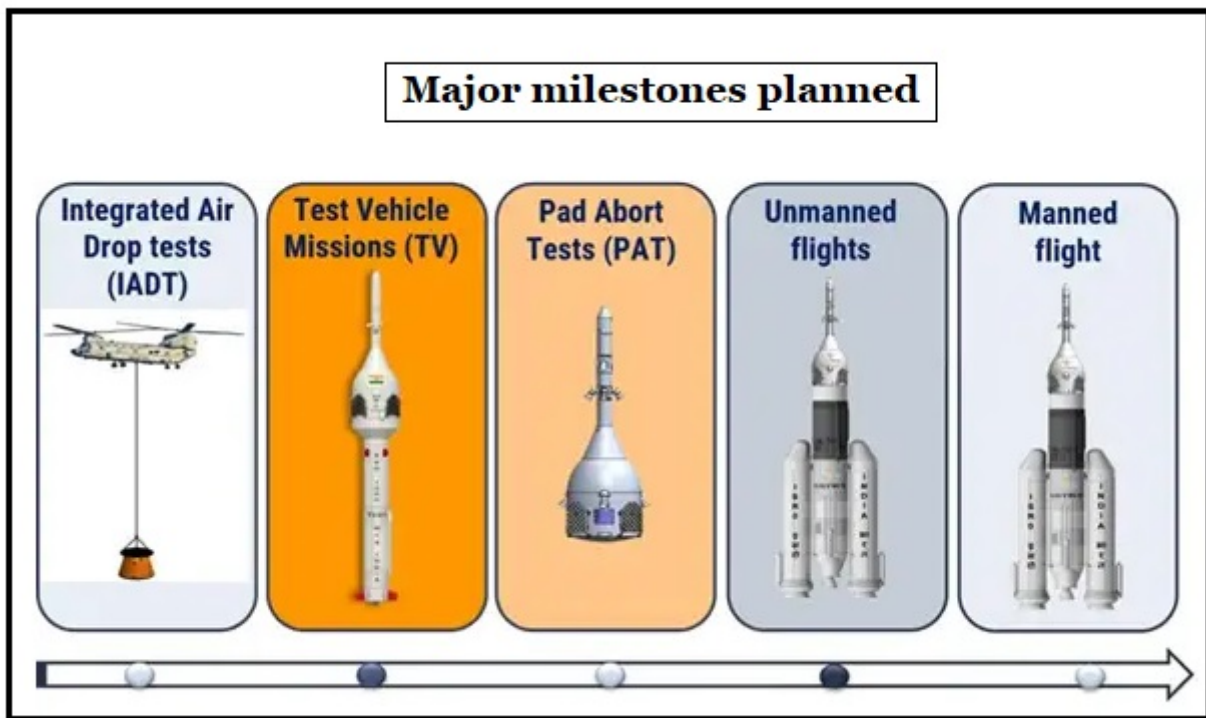 Major milestones planned
Integrated Air
Drop tests
(IADT)
Test Vehicle
Missions (TV)
Pad Abort
Tests (PAT)
Unmanned
flights
Manned
flight